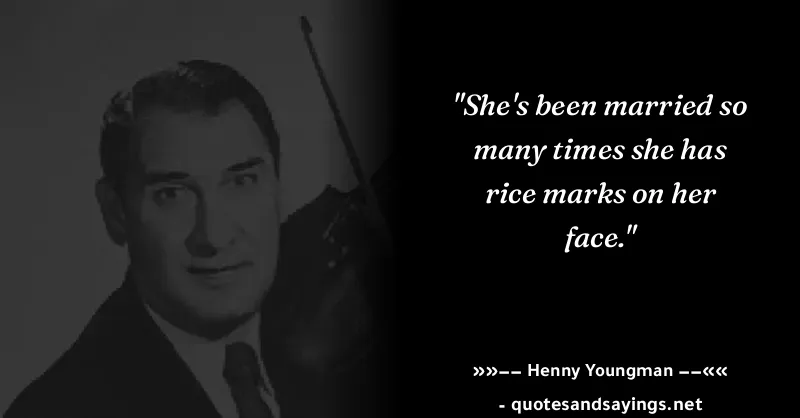 "She's been married so
many times she has
rice marks on her
face."
»»−− Henny Youngman −−««
- quotesandsayings.net